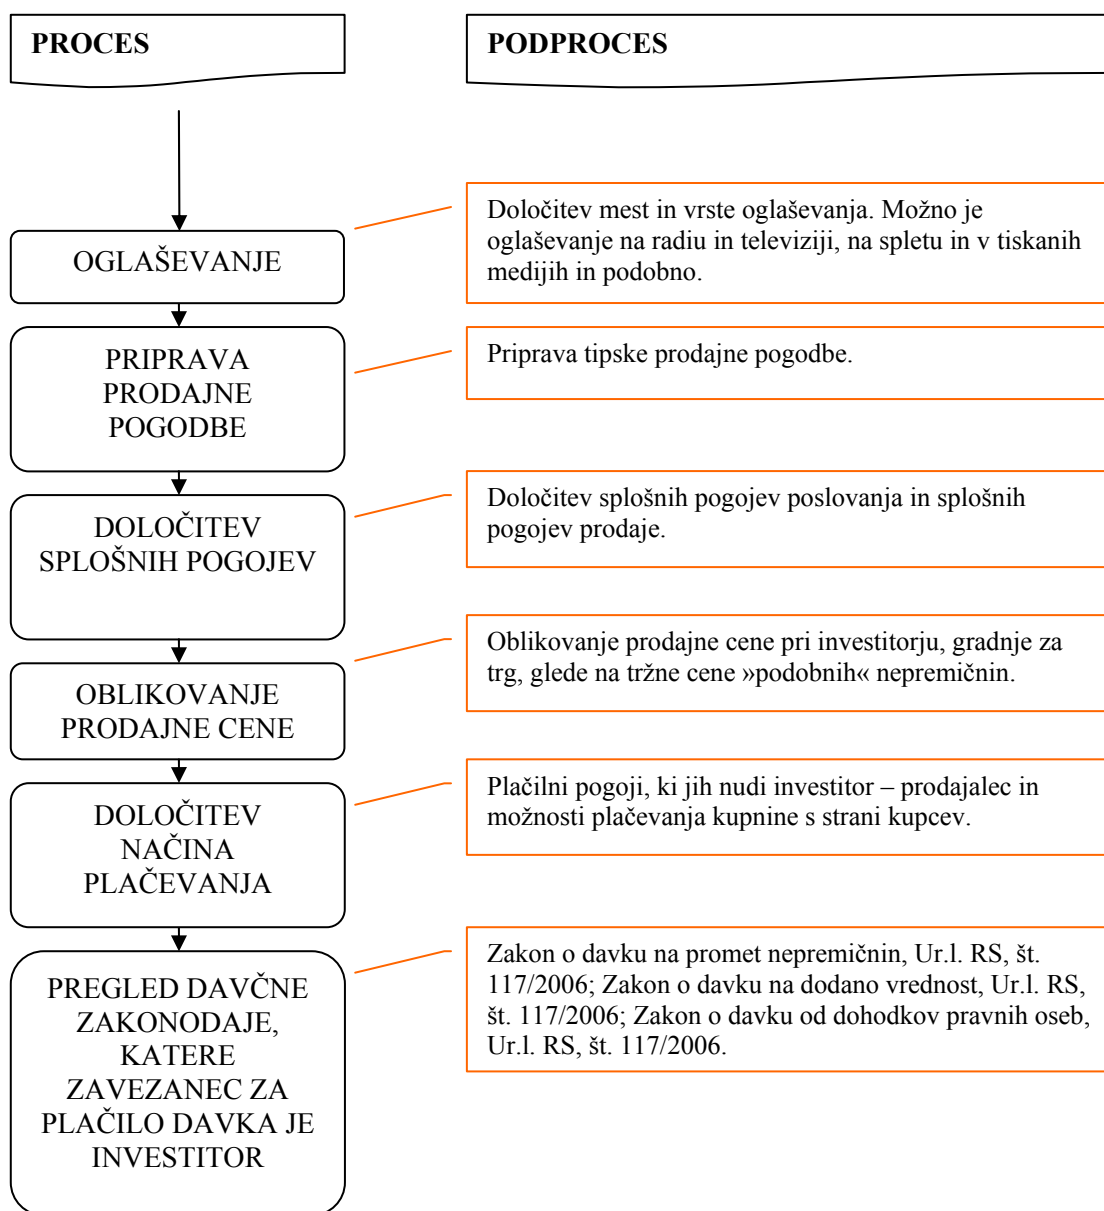 PROCES
PODPROCES
OGLAŠEVANJE
Določitev mest in vrste oglaševanja. Možno je
oglaševanje na radiu in televiziji, na spletu in v tiskanih
medijih in podobno.
PRIPRAVA
PRODAJNE
POGODBE
Priprava tipske prodajne pogodbe.
DOLOČITEV
SPLOŠNIH POGOJEV
Določitev splošnih pogojev poslovanja in splošnih
pogojev prodaje.
OBLIKOVANJE
PRODAJNE CENE
Oblikovanje prodajne cene pri investitorju, gradnje za
trg, glede na tržne cene »podobnih« nepremičnin.
DOLOČITEV
NAČINA
PLAČEVANJA
Plačilni pogoji, ki jih nudi investitor – prodajalec in
možnosti plačevanja kupnine s strani kupcev.
PREGLED DAVČNE
ZAKONODAJE,
KATERE
ZAVEZANEC ZA
PLAČILO DAVKA JE
INVESTITOR
Zakon o davku na promet nepremičnin, Ur.l. RS, št.
117/2006; Zakon o davku na dodano vrednost, Ur.l. RS,
št. 117/2006; Zakon o davku od dohodkov pravnih oseb,
Ur.l. RS, št. 117/2006.